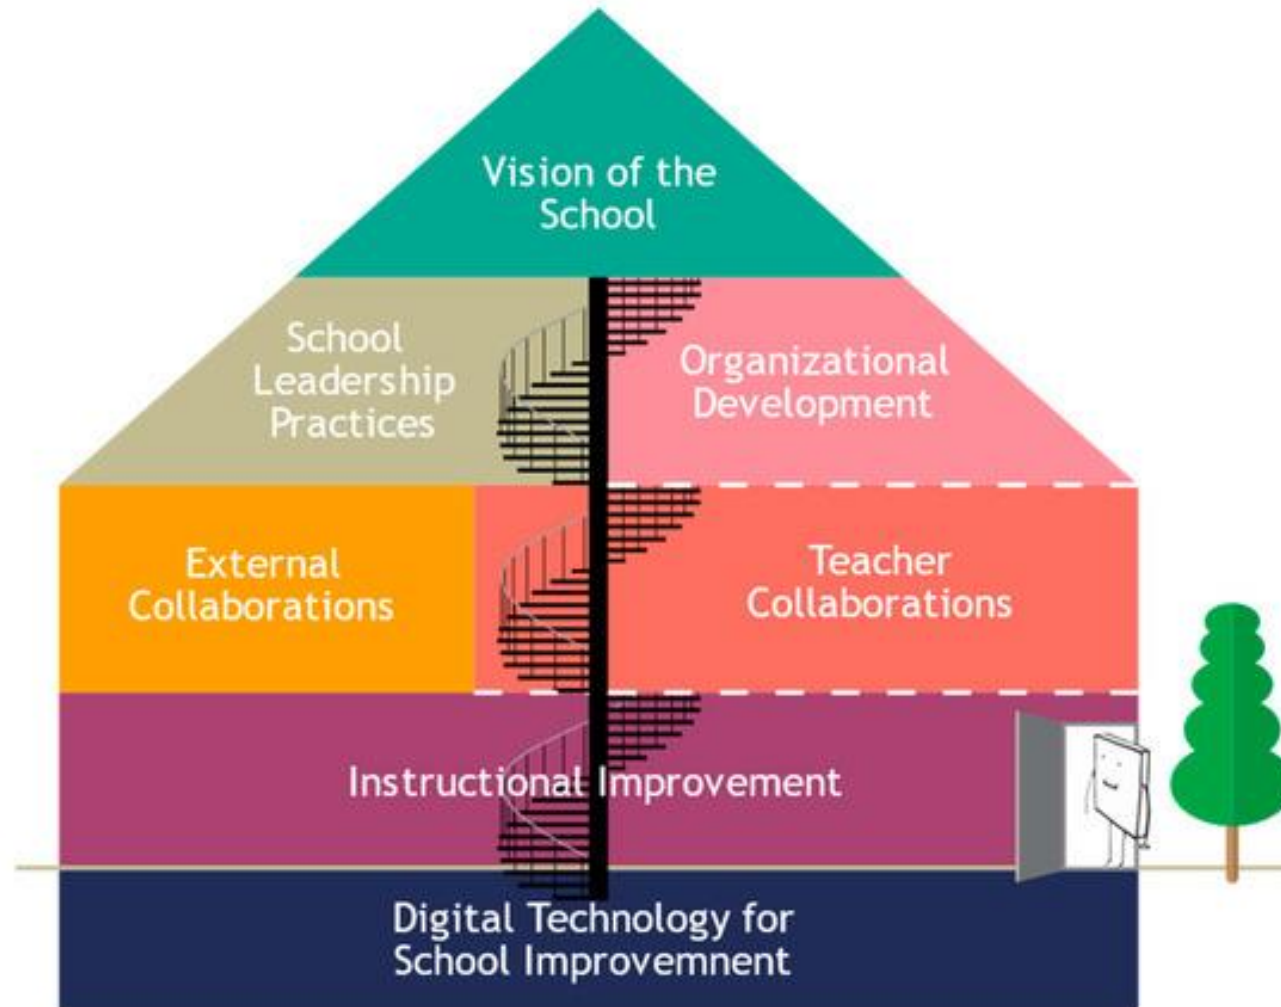 Vision of the
School
School
Leadership
Practices
Organizational
Development
External
Collaborations
Teacher
Collaborations
Instructional Improvement
Digital Technology for
School Improvemnent